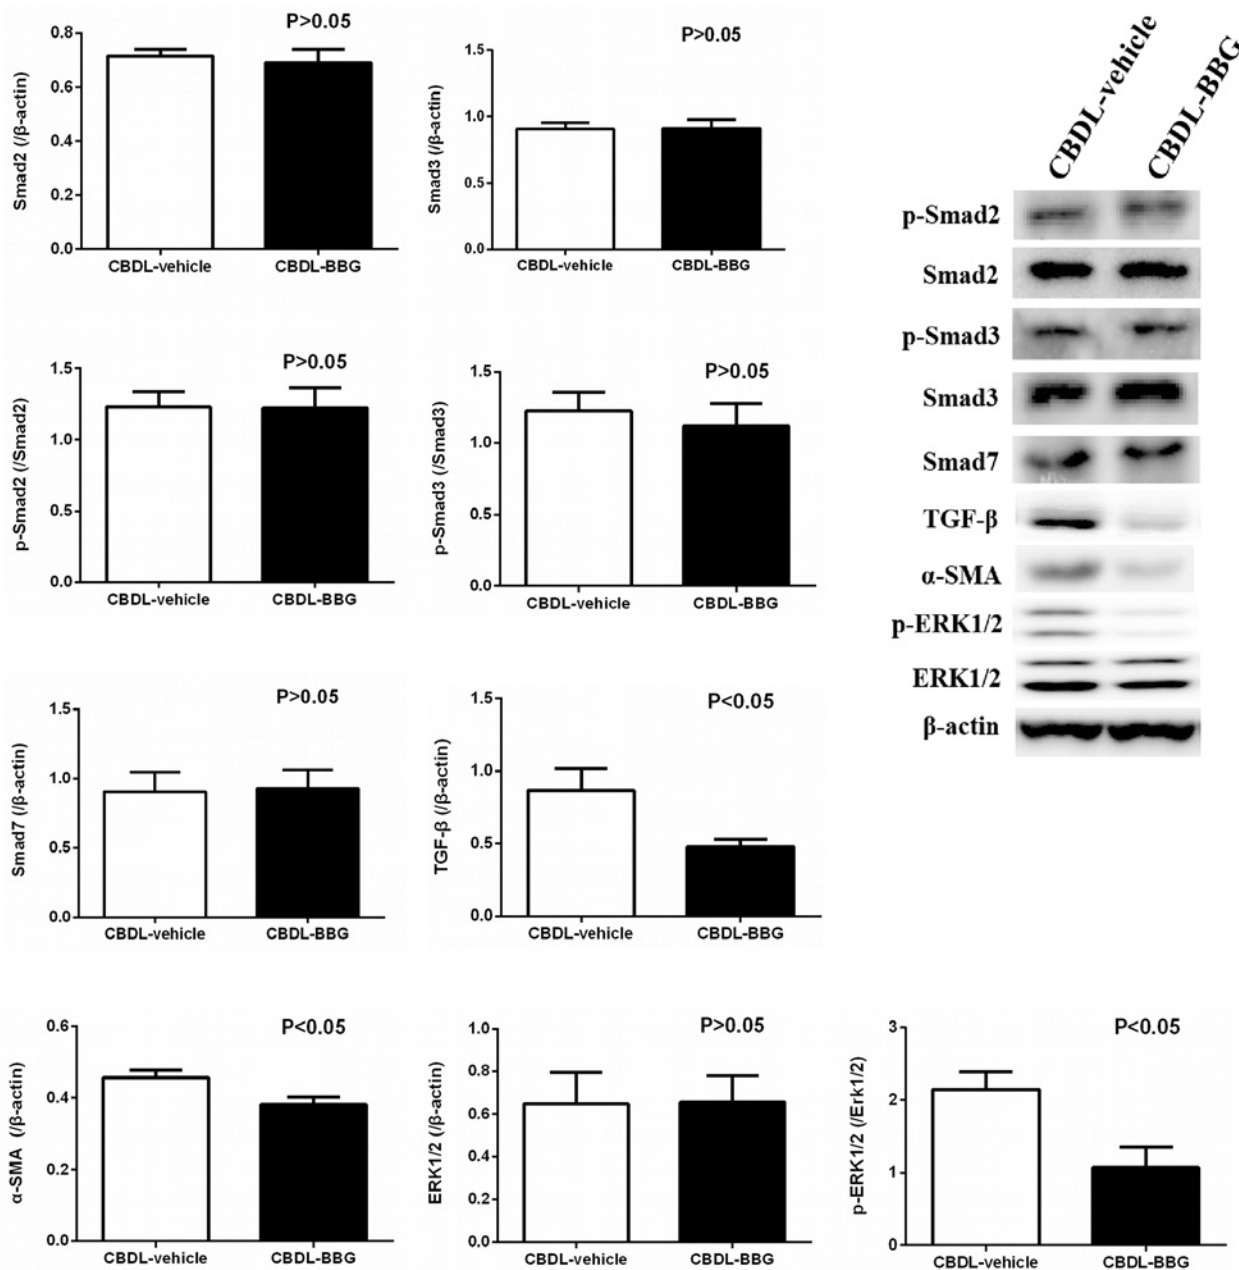 P>0.05
Smad2 (/β-actin)
0.8
0.6
0.4
0.2
0.0
CBDL-vehicle CBDL-BBG
P>0.05
Smad3 (/β-actin)
1.5
1.0
0.5
0.0
CBDL-vehicle CBDL-BBG
P>0.05
p-Smad2 (/Smad2)
1.5
1.0
0.5
0.0
CBDL-vehicle CBDL-BBG
P>0.05
p-Smad3 (/Smad3)
1.5
1.0
0.5
0.0
CBDL-vehicle CBDL-BBG
P>0.05
Smad7 (/β-actin)
1.5
1.0
0.5
0.0
CBDL-vehicle CBDL-BBG
P<0.05
TGF-β (/β-actin)
1.5
1.0
0.5
0.0
CBDL-vehicle CBDL-BBG
P<0.05
α-SMA (/β-actin)
0.6
0.4
0.2
0.0
CBDL-vehicle CBDL-BBG
P>0.05
ERK1/2 (/β-actin)
1.0
0.8
0.6
0.4
0.2
0.0
CBDL-vehicle CBDL-BBG
P<0.05
p-ERK1/2 (/Erk1/2)
3
2
1
0
CBDL-vehicle CBDL-BBG
CBDL-vehicle
CBDL-BBG
p-Smad2
Smad2
p-Smad3
Smad3
Smad7
TGF-β
α-SMA
p-ERK1/2
ERK1/2
β-actin